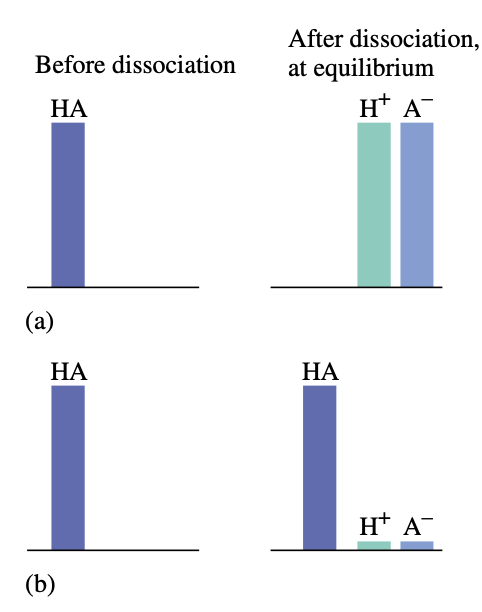 Before dissociation
After dissociation,
at equilibrium
HA
H⁺ A⁻
(a)
HA
HA
H⁺ A⁻
(b)